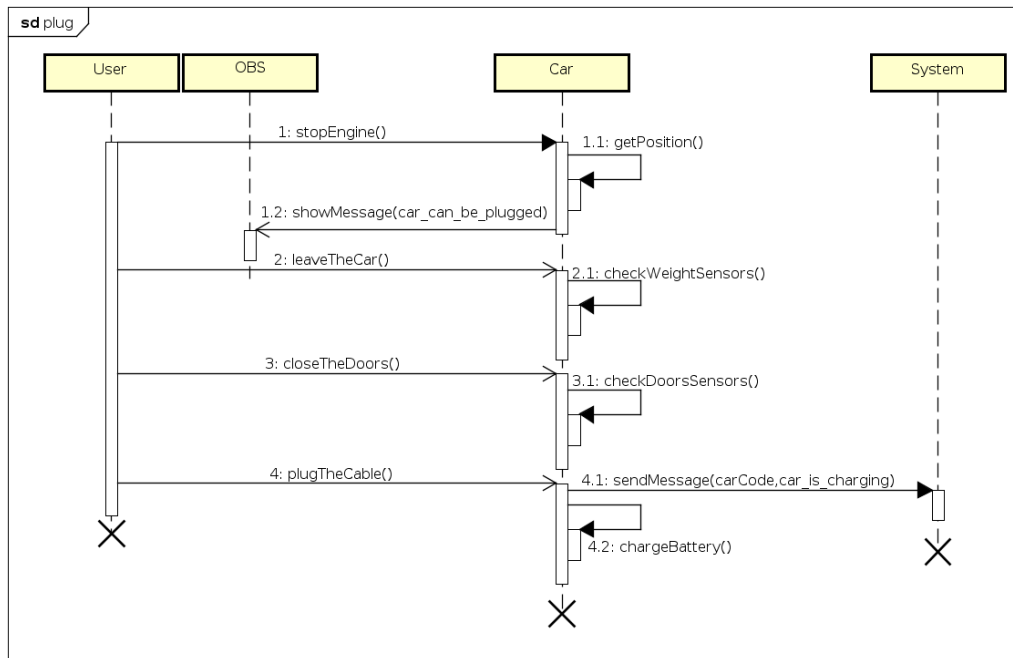 sd plug
User
OBS
Car
System
1: stopEngine()
1.1: getPosition()
1.2: showMessage(car_can_be_plugged)
2: leaveTheCar()
2.1: checkWeightSensors()
3: closeTheDoors()
3.1: checkDoorsSensors()
4: plugTheCable()
4.1: sendMessage(carCode,car_is_charging)
4.2: chargeBattery()